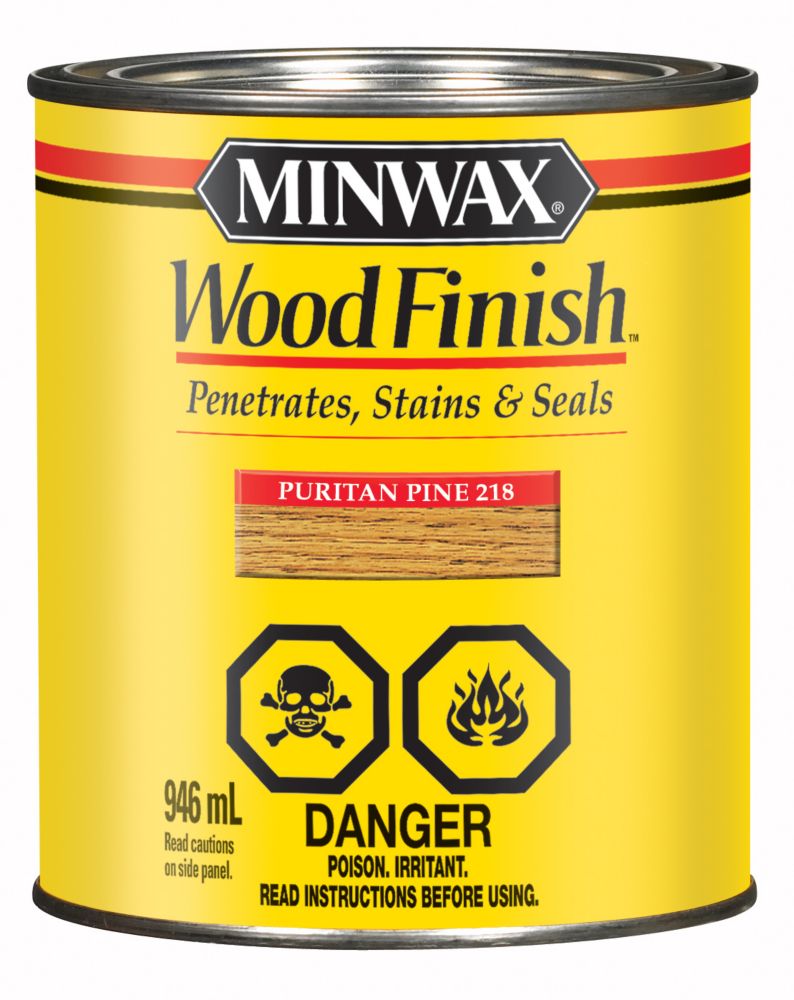 MINWAX®
Wood Finish™
Penetrates, Stains & Seals
PURITAN PINE 218
946 mL
Read cautions
on side panel.
DANGER
POISON. IRRITANT.
READ INSTRUCTIONS BEFORE USING.